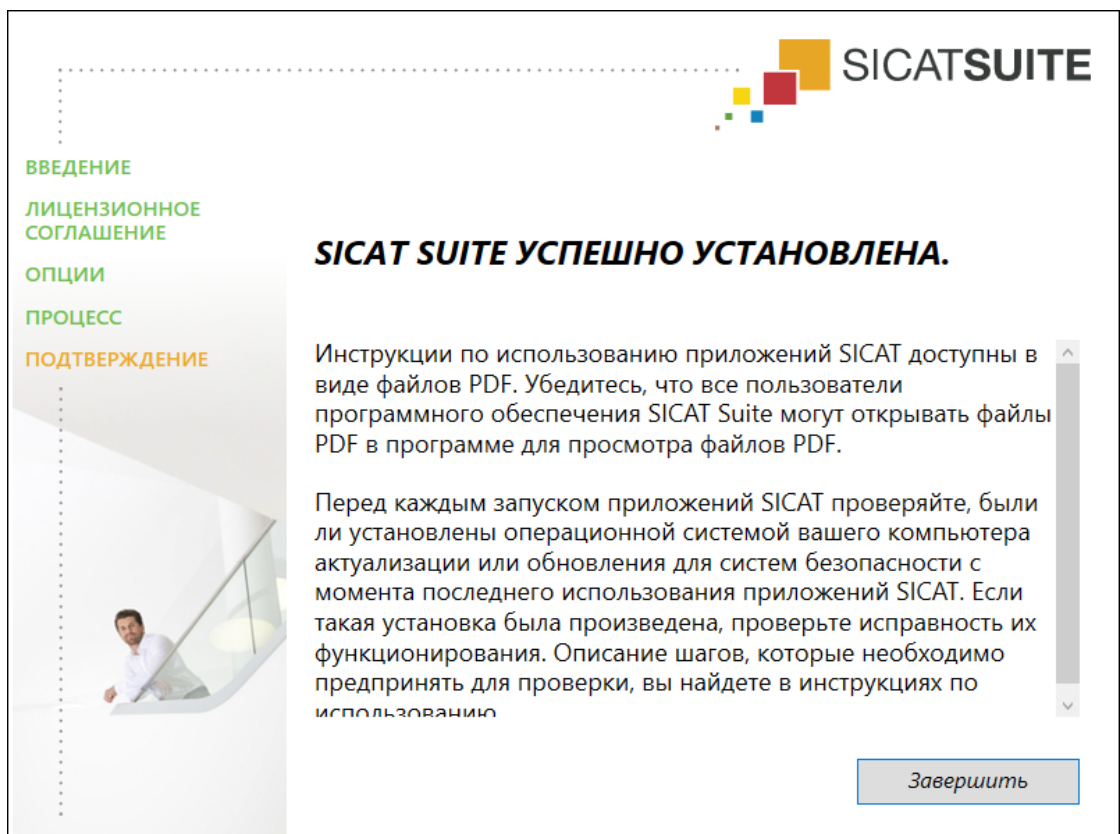 SICATSUITE
ВВЕДЕНИЕ
ЛИЦЕНЗИОННОЕ
СОГЛАШЕНИЕ
ОПЦИИ
ПРОЦЕСС
ПОДТВЕРЖДЕНИЕ
SICAT SUITE УСПЕШНО УСТАНОВЛЕНА.
Инструкции по использованию приложений SICAT доступны в
виде файлов PDF. Убедитесь, что все пользователи
программного обеспечения SICAT Suite могут открывать файлы
PDF в программе для просмотра файлов PDF.
Перед каждым запуском приложений SICAT проверяйте, были
ли установлены операционной системой вашего компьютера
актуализации или обновления для систем безопасности с
момента последнего использования приложений SICAT. Если
такая установка была произведена, проверьте исправность их
функционирования. Описание шагов, которые необходимо
предпринять для проверки, вы найдете в инструкциях по
использованию
Завершить